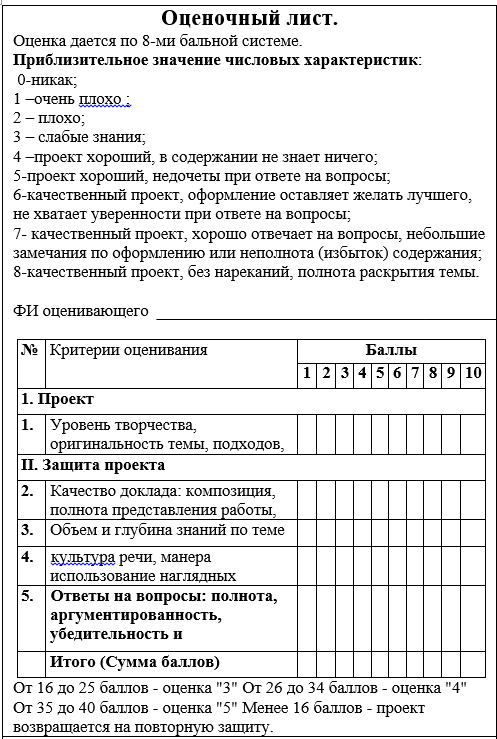 Оценочный лист.
Оценка дается по 8-ми бальной системе.
Приблизительное значение числовых характеристик:
0-никак;
1 –очень плохо ;
2 – плохо;
3 – слабые знания;
4 –проект хороший, в содержании не знает ничего;
5-проект хороший, недочеты при ответе на вопросы;
6-качественный проект, оформление оставляет желать лучшего,
не хватает уверенности при ответе на вопросы;
7- качественный проект, хорошо отвечает на вопросы, небольшие
замечания по оформлению или неполнота (избыток) содержания;
8-качественный проект, без нареканий, полнота раскрытия темы.
ФИ оценивающего
№ Критерии оценивания Баллы
1 2 3 4 5 6 7 8 9 10
1. Проект
1. Уровень творчества,
оригинальность темы, подходов,
II. Защита проекта
2. Качество доклада: композиция,
полнота представления работы,
3. Объем и глубина знаний по теме
4. культура речи, манера
использование наглядных
5. Ответы на вопросы: полнота,
аргументированность,
убедительность и
Итого (Сумма баллов)
От 16 до 25 баллов - оценка "3" От 26 до 34 баллов - оценка "4"
От 35 до 40 баллов - оценка "5" Менее 16 баллов - проект
возвращается на повторную защиту.